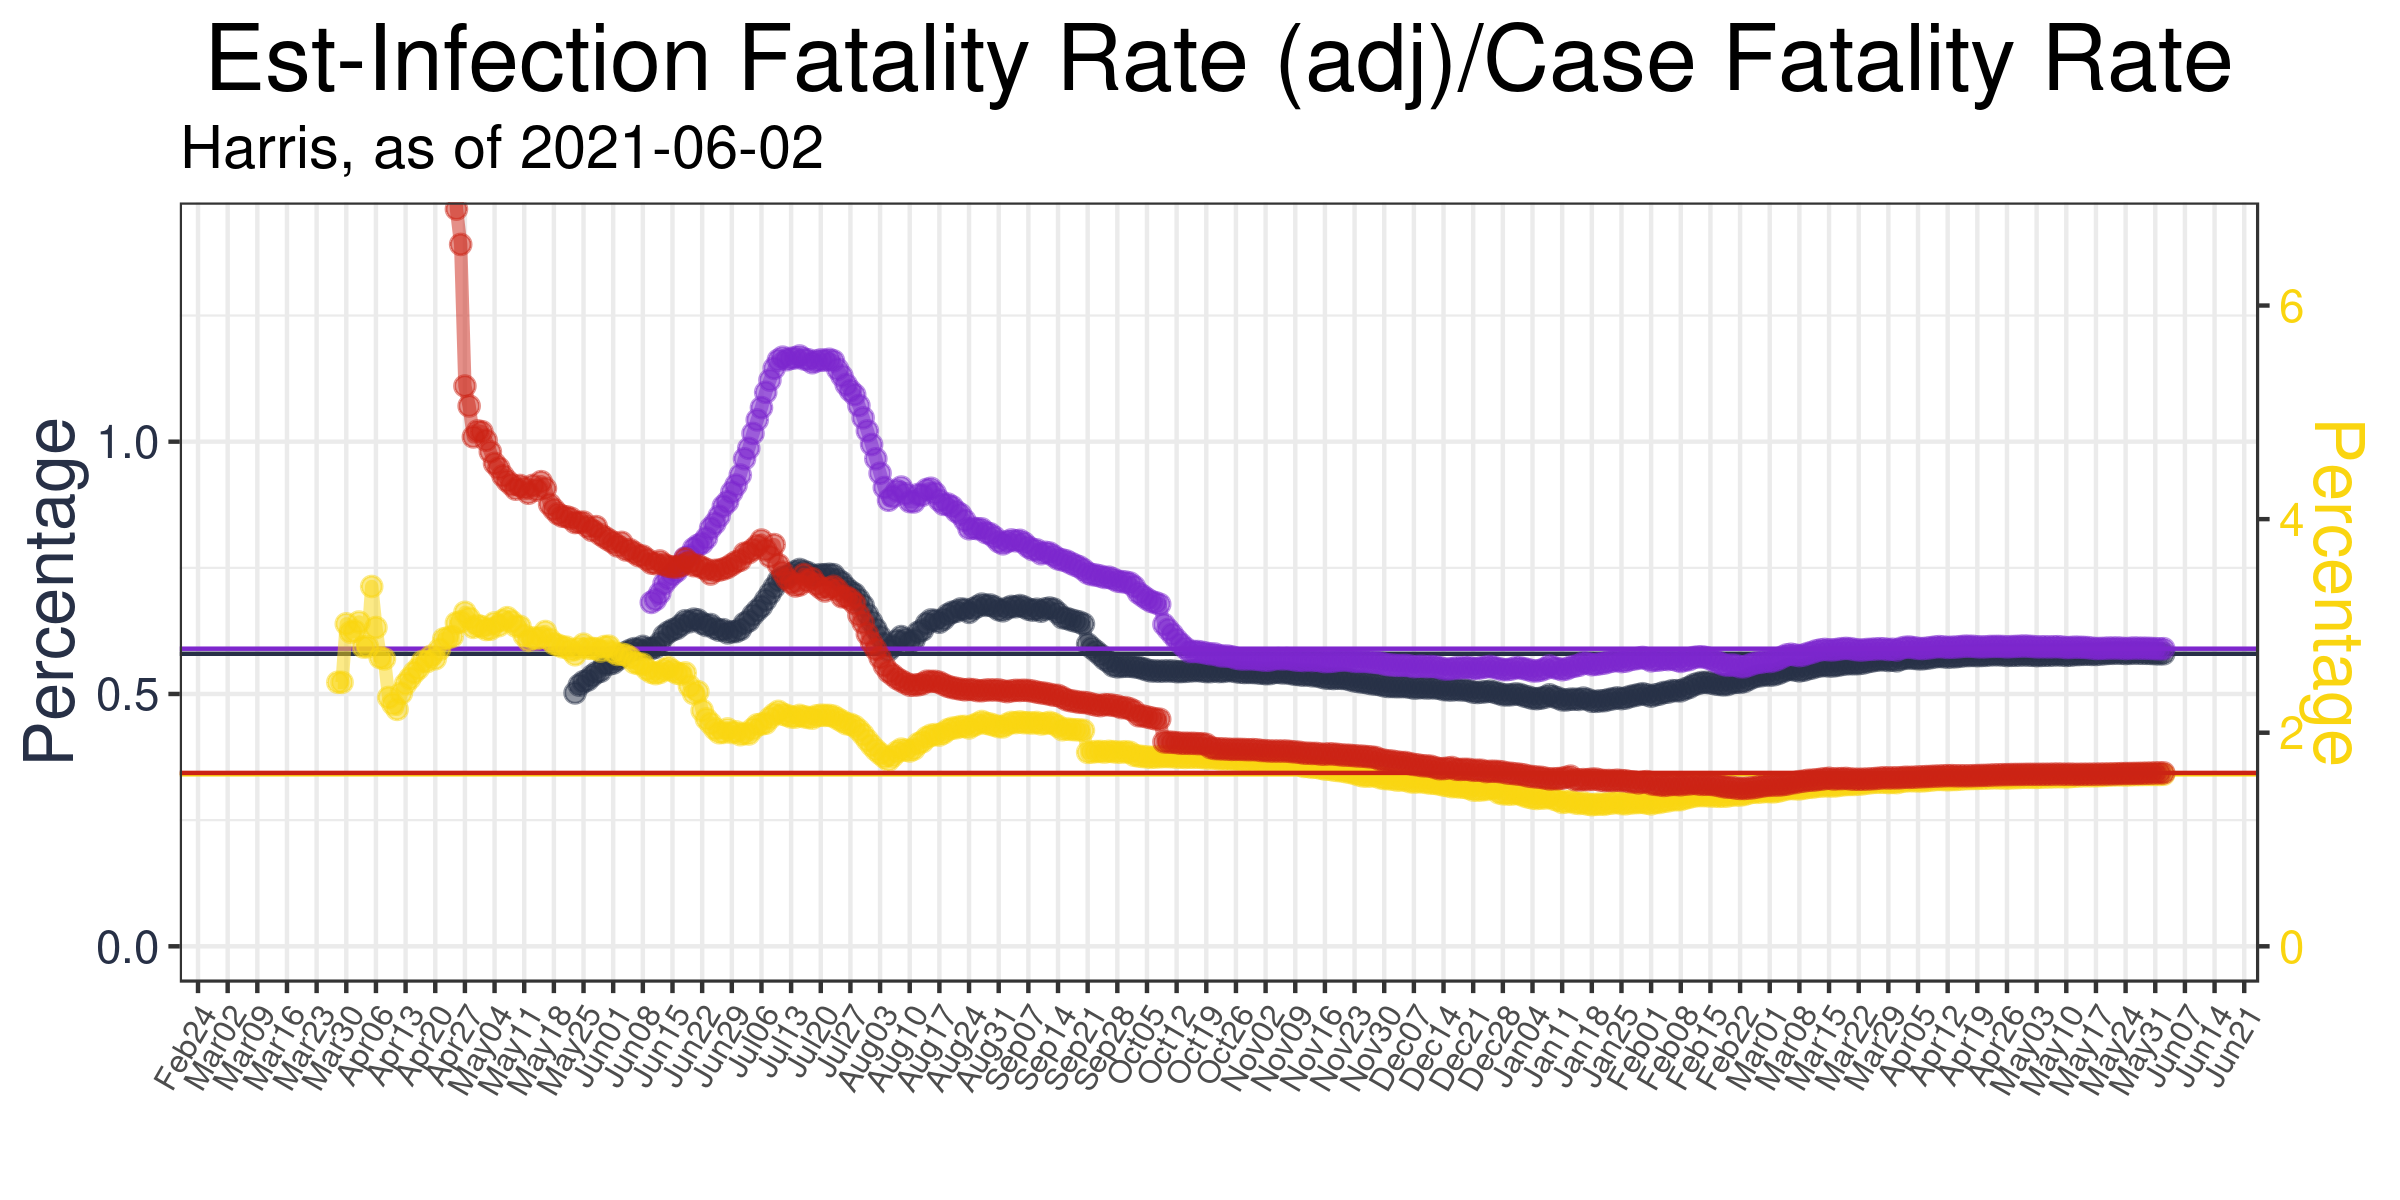 Est-Infection Fatality Rate (adj)/Case Fatality Rate
Harris, as of 2021-06-02
Percentage
1.0
0.5
0.0
6
4
2
0
Percentage
Feb24
Mar02
Mar09
Mar16
Mar23
Mar30
Apr06
Apr13
Apr20
Apr27
May04
May11
May18
May25
Jun01
Jun08
Jun15
Jun22
Jun29
Jul06
Jul13
Jul20
Jul27
Aug03
Aug10
Aug17
Aug24
Aug31
Sep07
Sep14
Sep21
Sep28
Oct05
Oct12
Oct19
Oct26
Nov02
Nov09
Nov16
Nov23
Nov30
Dec07
Dec14
Dec21
Dec28
Jan04
Jan11
Jan18
Jan25
Feb01
Feb08
Feb15
Feb22
Mar01
Mar08
Mar15
Mar22
Mar29
Apr05
Apr12
Apr19
Apr26
May03
May10
May17
May24
May31
Jun07
Jun14
Jun21